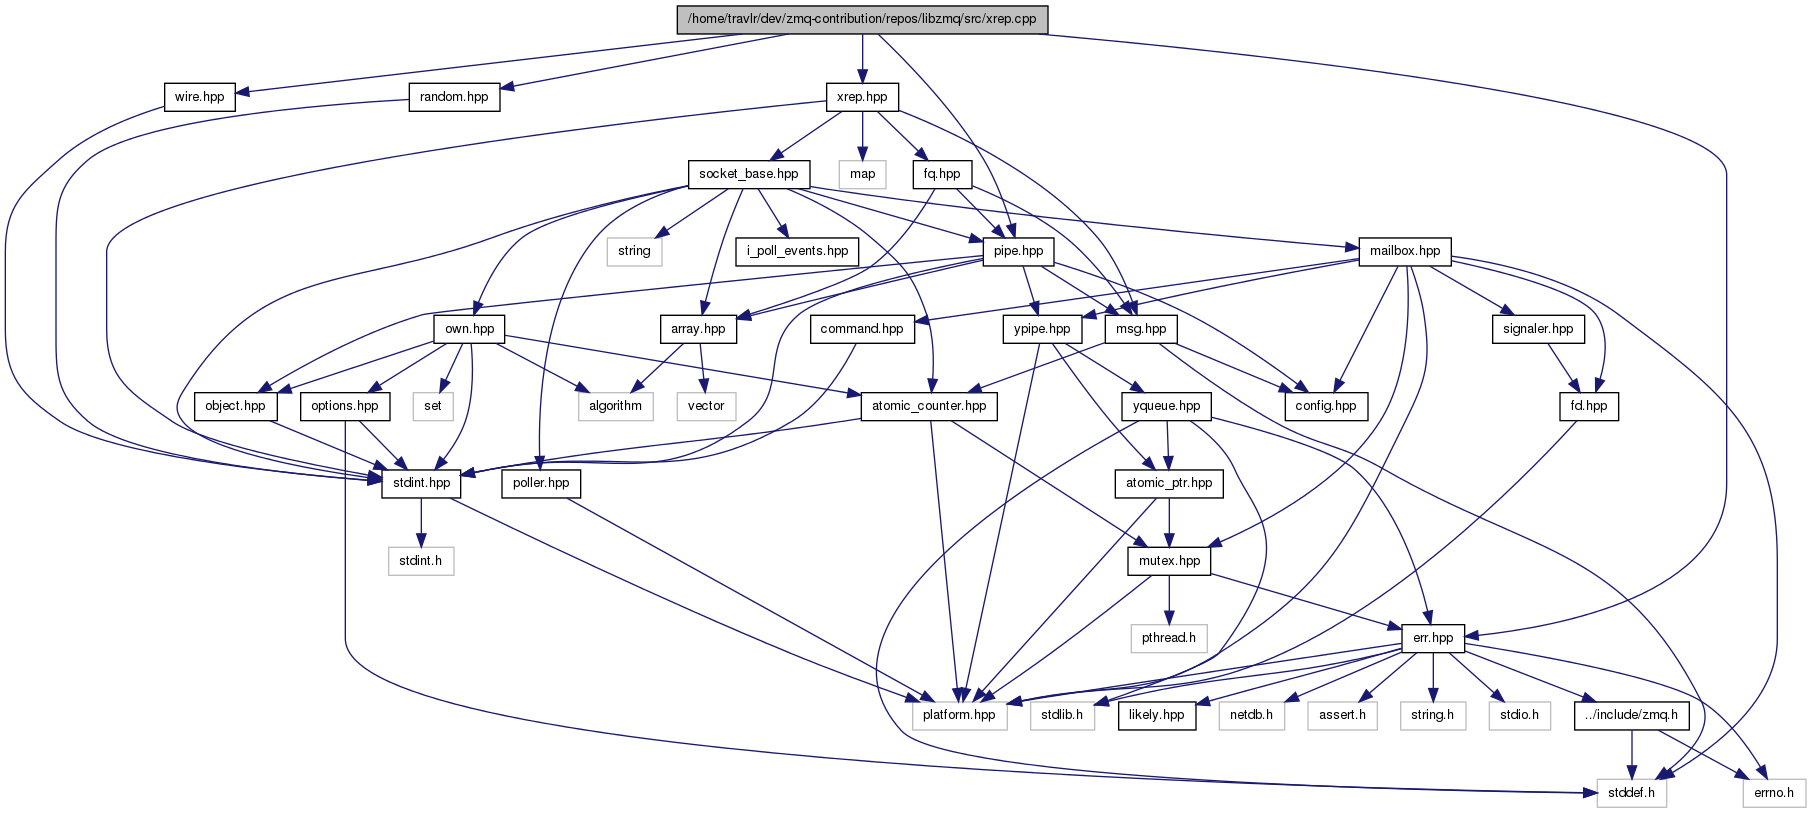 /home/travlr/dev/zmq-contribution/repos/libzmq/src/xrep.cpp
wire.hpp
random.hpp
xrep.hpp
socket_base.hpp
map
fq.hpp
string
i_poll_events.hpp
pipe.hpp
mailbox.hpp
own.hpp
array.hpp
command.hpp
ypipe.hpp
msg.hpp
signaler.hpp
object.hpp
options.hpp
set
algorithm
vector
atomic_counter.hpp
yqueue.hpp
config.hpp
fd.hpp
stdint.hpp
poller.hpp
atomic_ptr.hpp
stdint.h
mutex.hpp
pthread.h
err.hpp
platform.hpp
stdlib.h
likely.hpp
netdb.h
assert.h
string.h
stdio.h
../include/zmq.h
stddef.h
errno.h